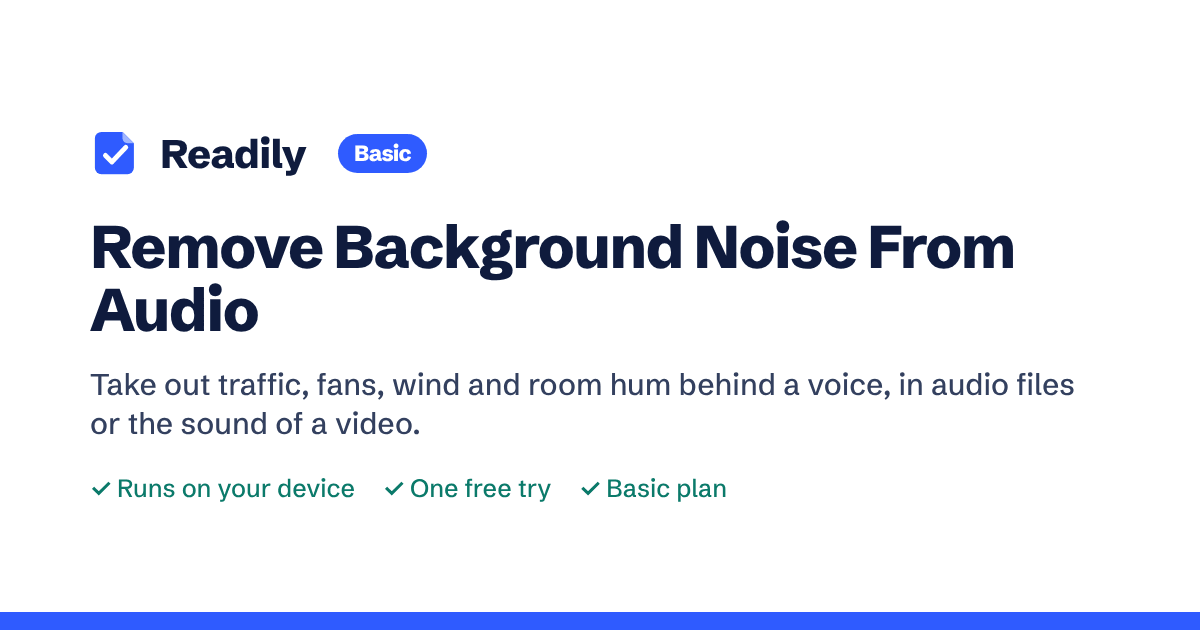 Readily
Basic
Remove Background Noise From
Audio
Take out traffic, fans, wind and room hum behind a voice, in audio files
or the sound of a video.
✓ Runs on your device ✓ One free try ✓ Basic plan